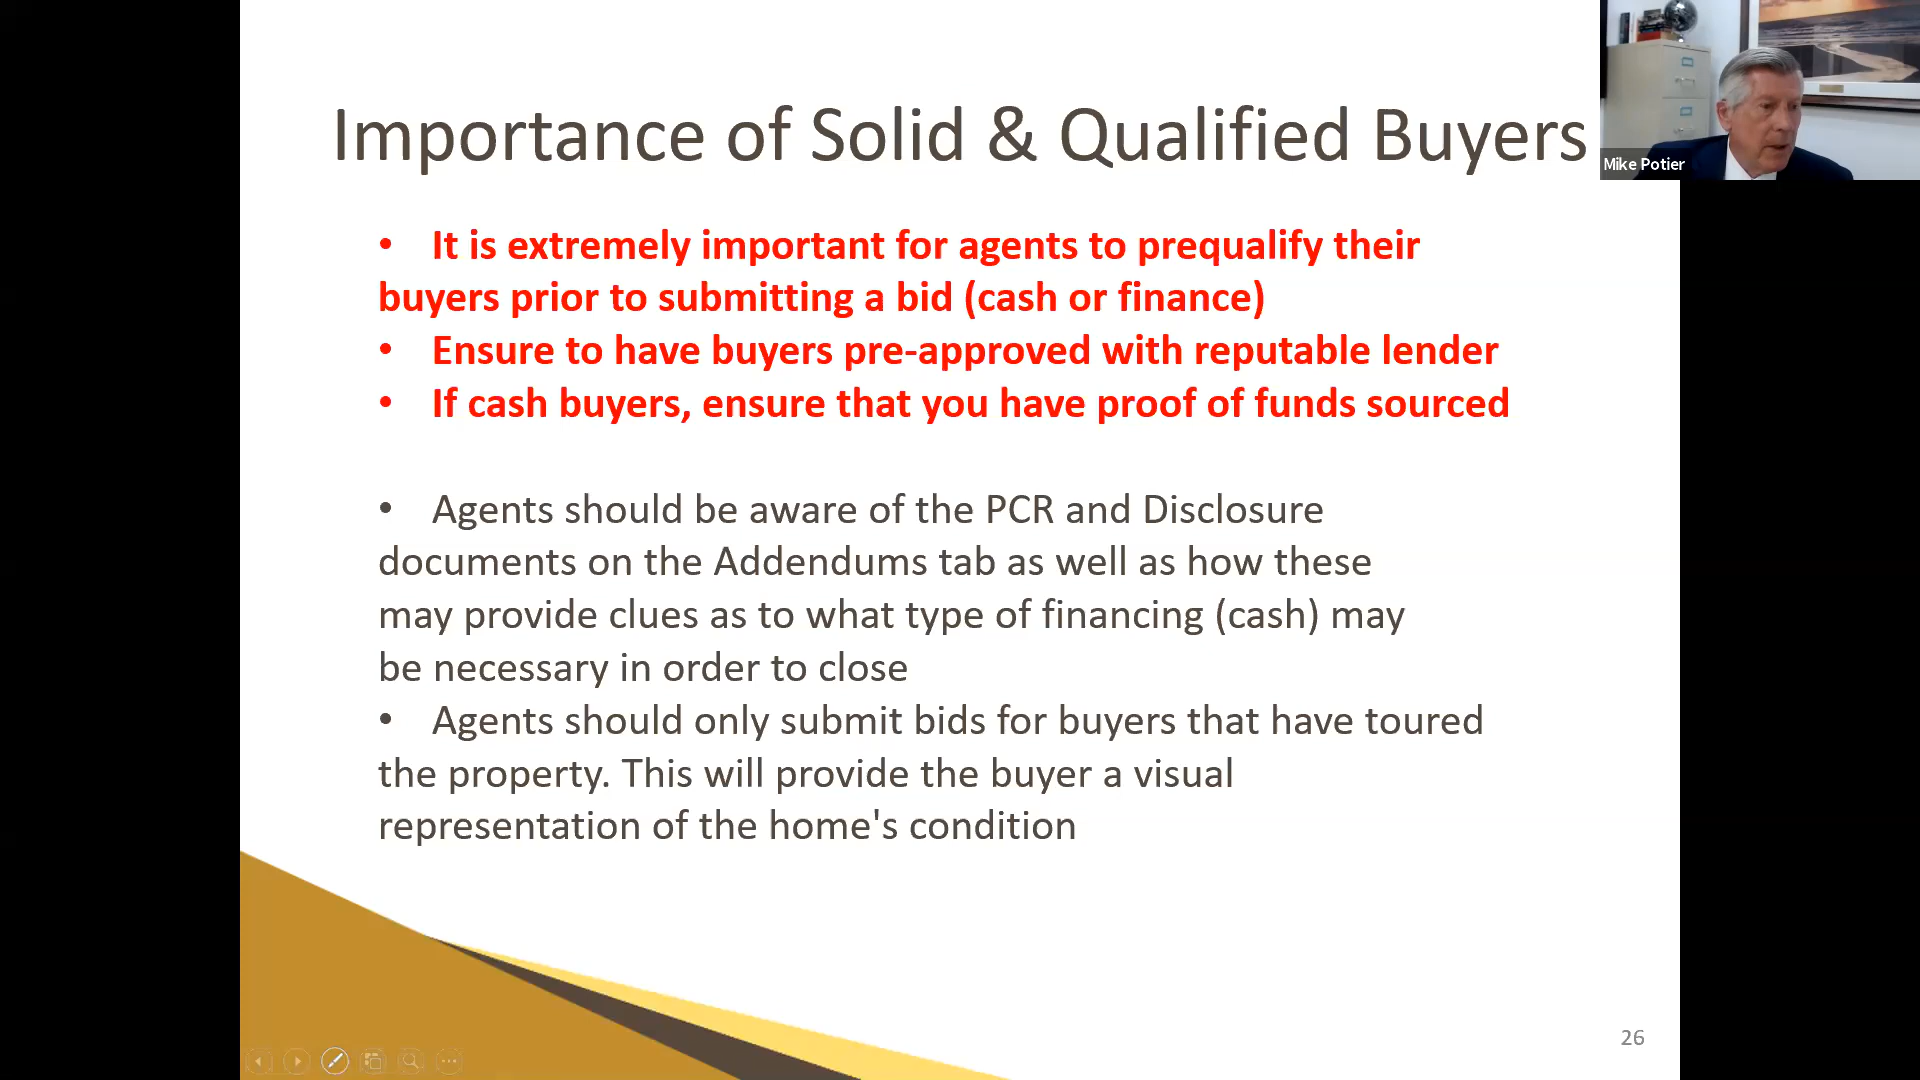 Importance of Solid & Qualified Buyers
Mike Potier
• It is extremely important for agents to prequalify their
buyers prior to submitting a bid (cash or finance)
• Ensure to have buyers pre-approved with reputable lender
• If cash buyers, ensure that you have proof of funds sourced
• Agents should be aware of the PCR and Disclosure
documents on the Addendums tab as well as how these
may provide clues as to what type of financing (cash) may
be necessary in order to close
• Agents should only submit bids for buyers that have toured
the property. This will provide the buyer a visual
representation of the home's condition
26